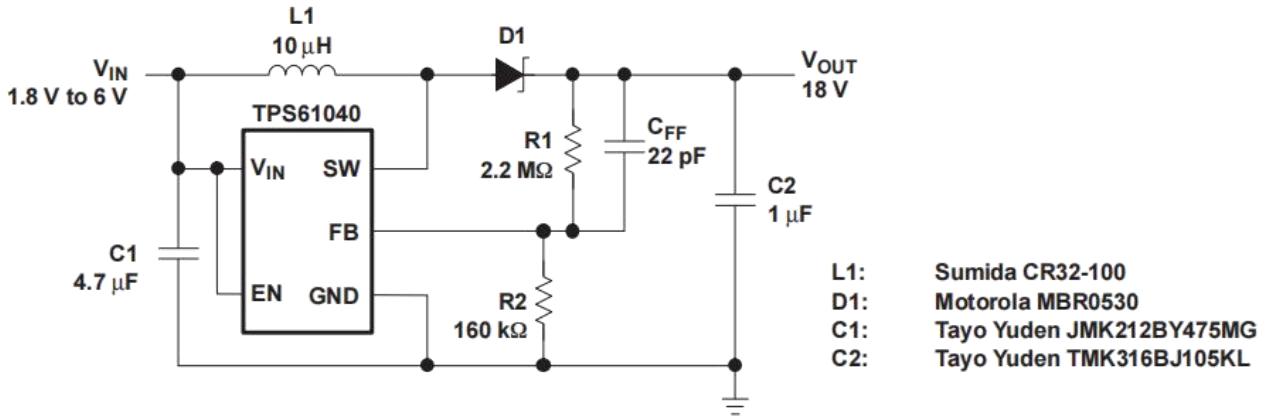 L1
10 μH
D1
VIN
1.8 V to 6 V
VOUT
18 V
TPS61040
VIN
SW
FB
EN
GND
R1
2.2 MΩ
CFF
22 pF
C2
1 μF
C1
4.7 μF
R2
160 kΩ
L1: Sumida CR32-100
D1: Motorola MBR0530
C1: Tayo Yuden JMK212BY475MG
C2: Tayo Yuden TMK316BJ105KL